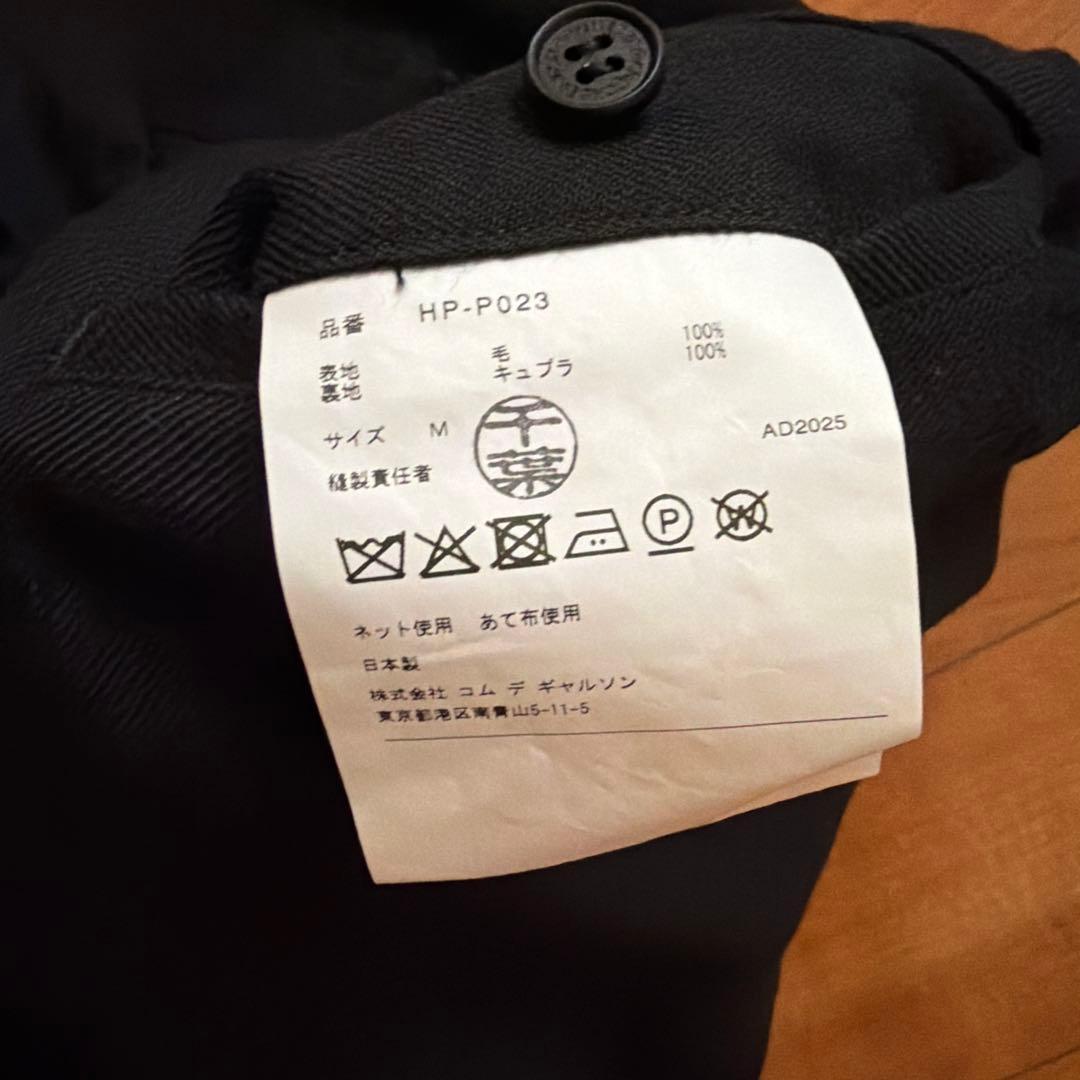 品番 HP-P023
表地 毛 100%
裏地 キュプラ 100%
サイズ M AD2025
縫製責任者 千葉
P W
ネット使用 あて布使用
日本製
株式会社 コム デ ギャルソン
東京都港区南青山5-11-5